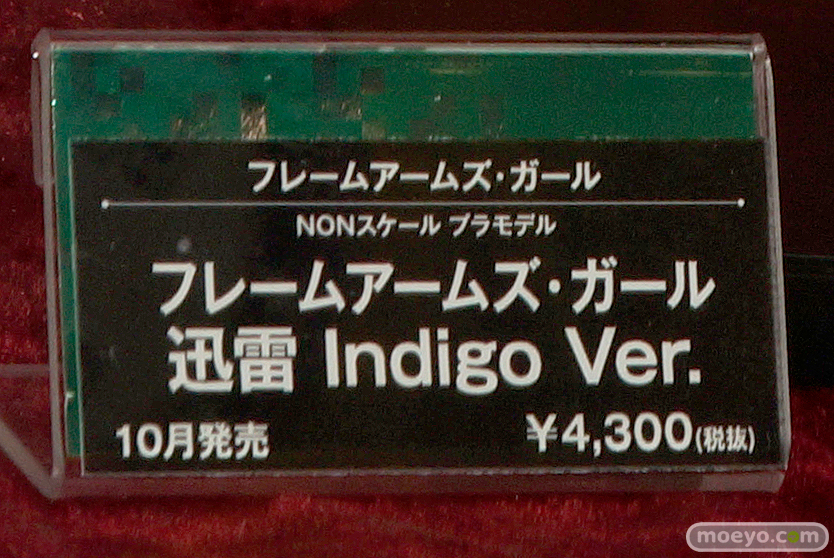 フレームアームズ・ガール
NONスケール プラモデル
フレームアームズ・ガール
迅雷 Indigo Ver.
10月発売
¥4,300(税抜)
moeyo.com